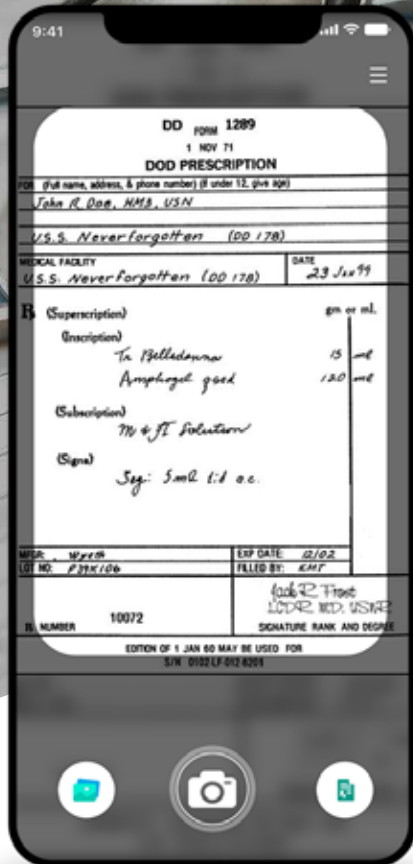 9:41
DD FORM 1289
1 NOV 71
DOD PRESCRIPTION
FOR (Full name, address, & phone number) (If under 12, give age)
John R. Doe, HM3, USN
U.S.S. Neverforgotten (DD 178)
MEDICAL FACILITY
U.S.S. Neverforgotten (DD 178)
DATE
23 Jan 99
℞ (Superscription) gm or ml.
(Inscription)
Tr Belladonna 15 ml
Amphogel qsad 120 ml
(Subscription)
M & Ft Solution
(Signa)
Sig: 5ml tid a.c.
MFGR: Wyeth
EXP DATE: 12/02
LOT NO: P39K106
FILLED BY: KMT
10072
℞ NUMBER
Jack R. Frost
LCDR, MD, USNR
SIGNATURE RANK AND DEGREE
EDITION OF 1 JAN 60 MAY BE USED FOR
S/N 0102-LF-012-6201